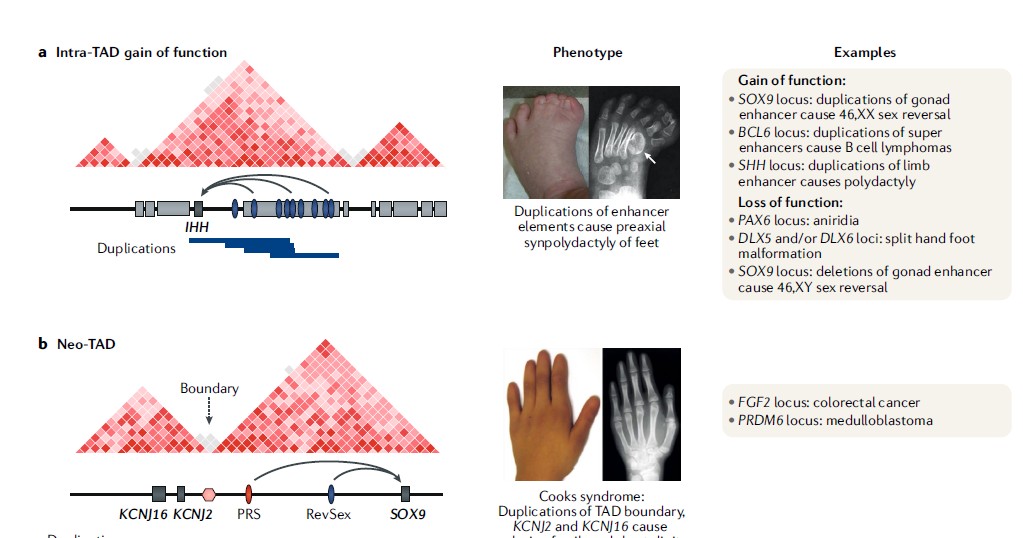 a Intra-TAD gain of function
Phenotype
Examples
IHH
Duplications
Duplications of enhancer
elements cause preaxial
synpolydactyly of feet
Gain of function:
• SOX9 locus: duplications of gonad
enhancer cause 46,XX sex reversal
• BCL6 locus: duplications of super
enhancers cause B cell lymphomas
• SHH locus: duplications of limb
enhancer causes polydactyly
Loss of function:
• PAX6 locus: aniridia
• DLX5 and/or DLX6 loci: split hand foot
malformation
• SOX9 locus: deletions of gonad enhancer
cause 46,XY sex reversal
b Neo-TAD
Boundary
KCNJ16 KCNJ2 PRS RevSex SOX9
Cooks syndrome:
Duplications of TAD boundary,
KCNJ2 and KCNJ16 cause
• FGF2 locus: colorectal cancer
• PRDM6 locus: medulloblastoma